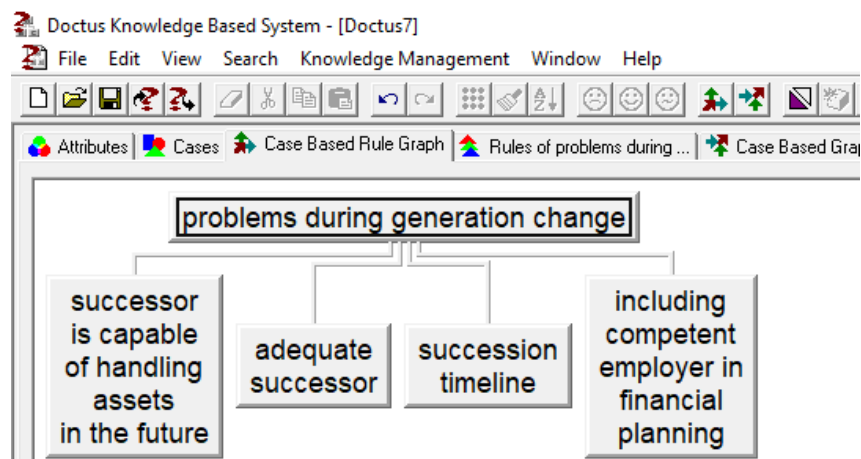 Doctus Knowledge Based System - [Doctus7]
File Edit View Search Knowledge Management Window Help
Attributes Cases Case Based Rule Graph Rules of problems during ... Case Based Gra
problems during generation change
successor
is capable
of handling
assets
in the future
adequate
successor
succession
timeline
including
competent
employer in
financial
planning